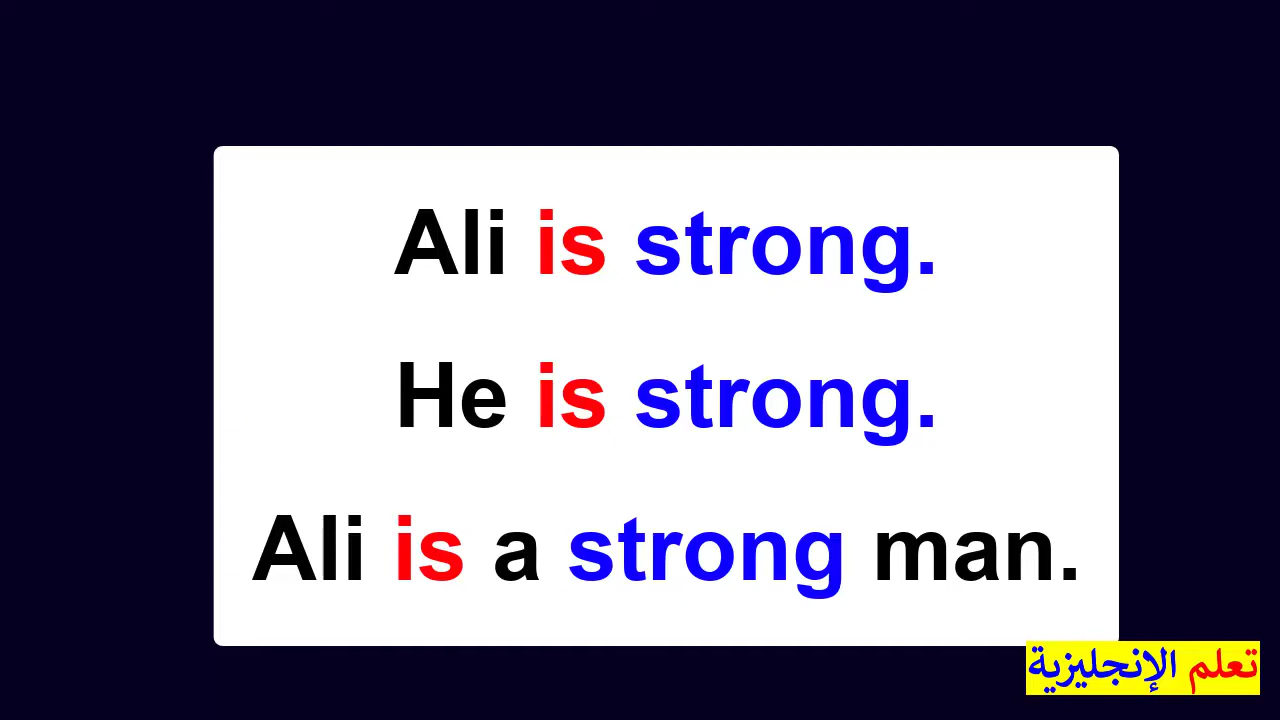 Ali is strong.
He is strong.
Ali is a strong man.
تعلم الإنجليزية